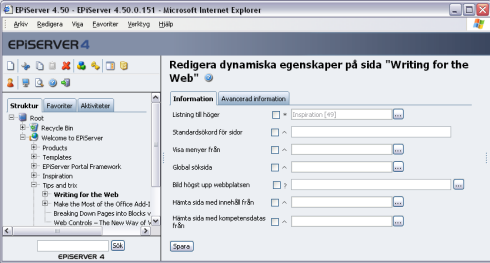 EPiServer 4.50 - EPiServer 4.50.0.151 - Microsoft Internet Explorer
Arkiv Redigera Visa Favoriter Verktyg Hjälp
EPiSERVER 4
Struktur Favoriter Aktiviteter
Root
Recycle Bin
Welcome to EPiServer
Products
Templates
EPiServer Portal Framework
Inspiration
Tips and trix
Writing for the Web
Make the Most of the Office Add-I
Breaking Down Pages into Blocks v
Web Controls – The New Way of W
Sök
EPiSERVER 4
Redigera dynamiska egenskaper på sida "Writing for the Web"
Information Avancerad information
Listning till höger Inspiration [49] ...
Standardsökord för sidor
Visa menyer från ...
Global söksida ...
Bild högst upp webbplatsen ...
Hämta sida med innehåll från ...
Hämta sida med kompetensdatas från ...
Spara